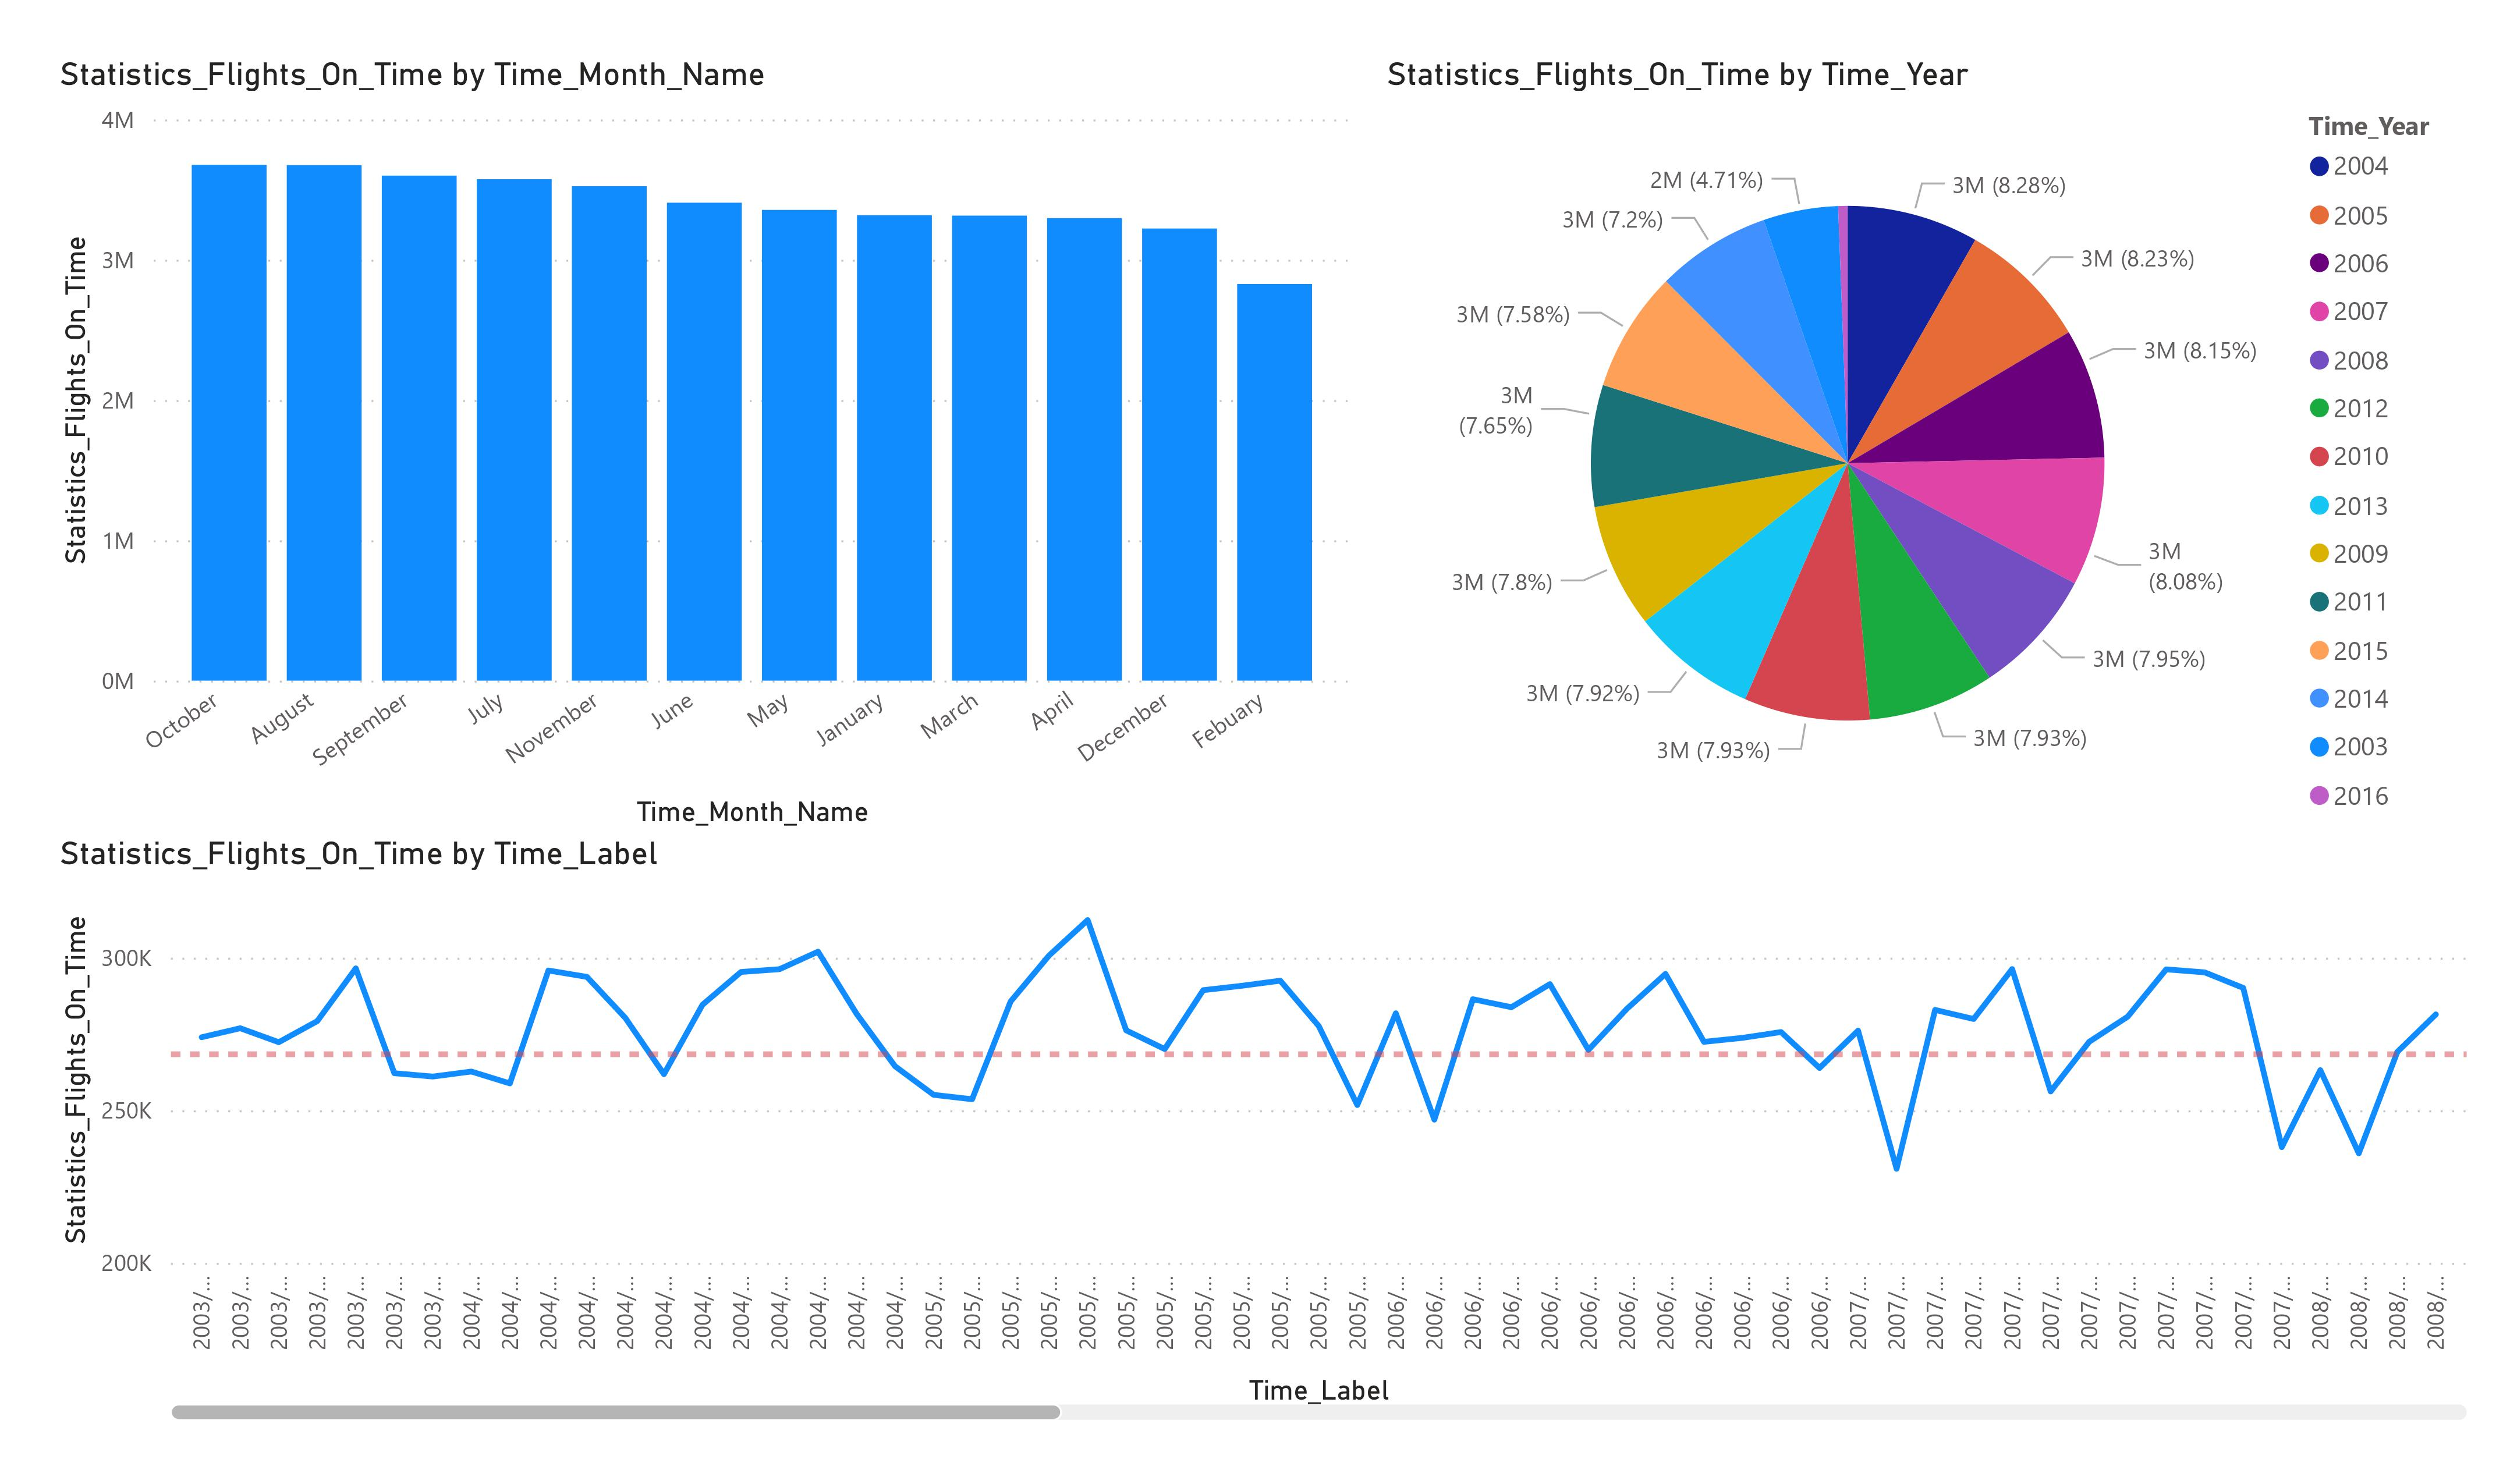 Statistics_Flights_On_Time by Time_Month_Name
Statistics_Flights_On_Time
4M
3M
2M
1M
0M
October
August
September
July
November
June
May
January
March
April
December
Febuary
Time_Month_Name
Statistics_Flights_On_Time by Time_Year
3M (8.28%)
3M (8.23%)
3M (8.15%)
3M
(8.08%)
3M (7.95%)
3M (7.93%)
3M (7.93%)
3M (7.92%)
3M (7.8%)
3M
(7.65%)
3M (7.58%)
3M (7.2%)
2M (4.71%)
Time_Year
2004
2005
2006
2007
2008
2012
2010
2013
2009
2011
2015
2014
2003
2016
Statistics_Flights_On_Time by Time_Label
Statistics_Flights_On_Time
300K
250K
200K
2003/...
2003/...
2003/...
2003/...
2003/...
2003/...
2003/...
2004/...
2004/...
2004/...
2004/...
2004/...
2004/...
2004/...
2004/...
2004/...
2004/...
2004/...
2004/...
2005/...
2005/...
2005/...
2005/...
2005/...
2005/...
2005/...
2005/...
2005/...
2005/...
2005/...
2005/...
2006/...
2006/...
2006/...
2006/...
2006/...
2006/...
2006/...
2006/...
2006/...
2006/...
2006/...
2006/...
2007/...
2007/...
2007/...
2007/...
2007/...
2007/...
2007/...
2007/...
2007/...
2007/...
2007/...
2007/...
2008/...
2008/...
2008/...
2008/...
Time_Label